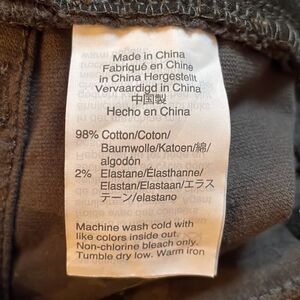 Made in China
Fabriqué en Chine
in China Hergestellt
Vervaardigd in China
中国製
Hecho en China
98% Cotton/Coton/
Baumwolle/Katoen/綿/
algodón
2% Elastane/Élasthanne/
Elastan/Elastaan/エラス
テーン/elastano
Machine wash cold with
like colors inside out.
Non-chlorine bleach only.
Tumble dry low. Warm iron